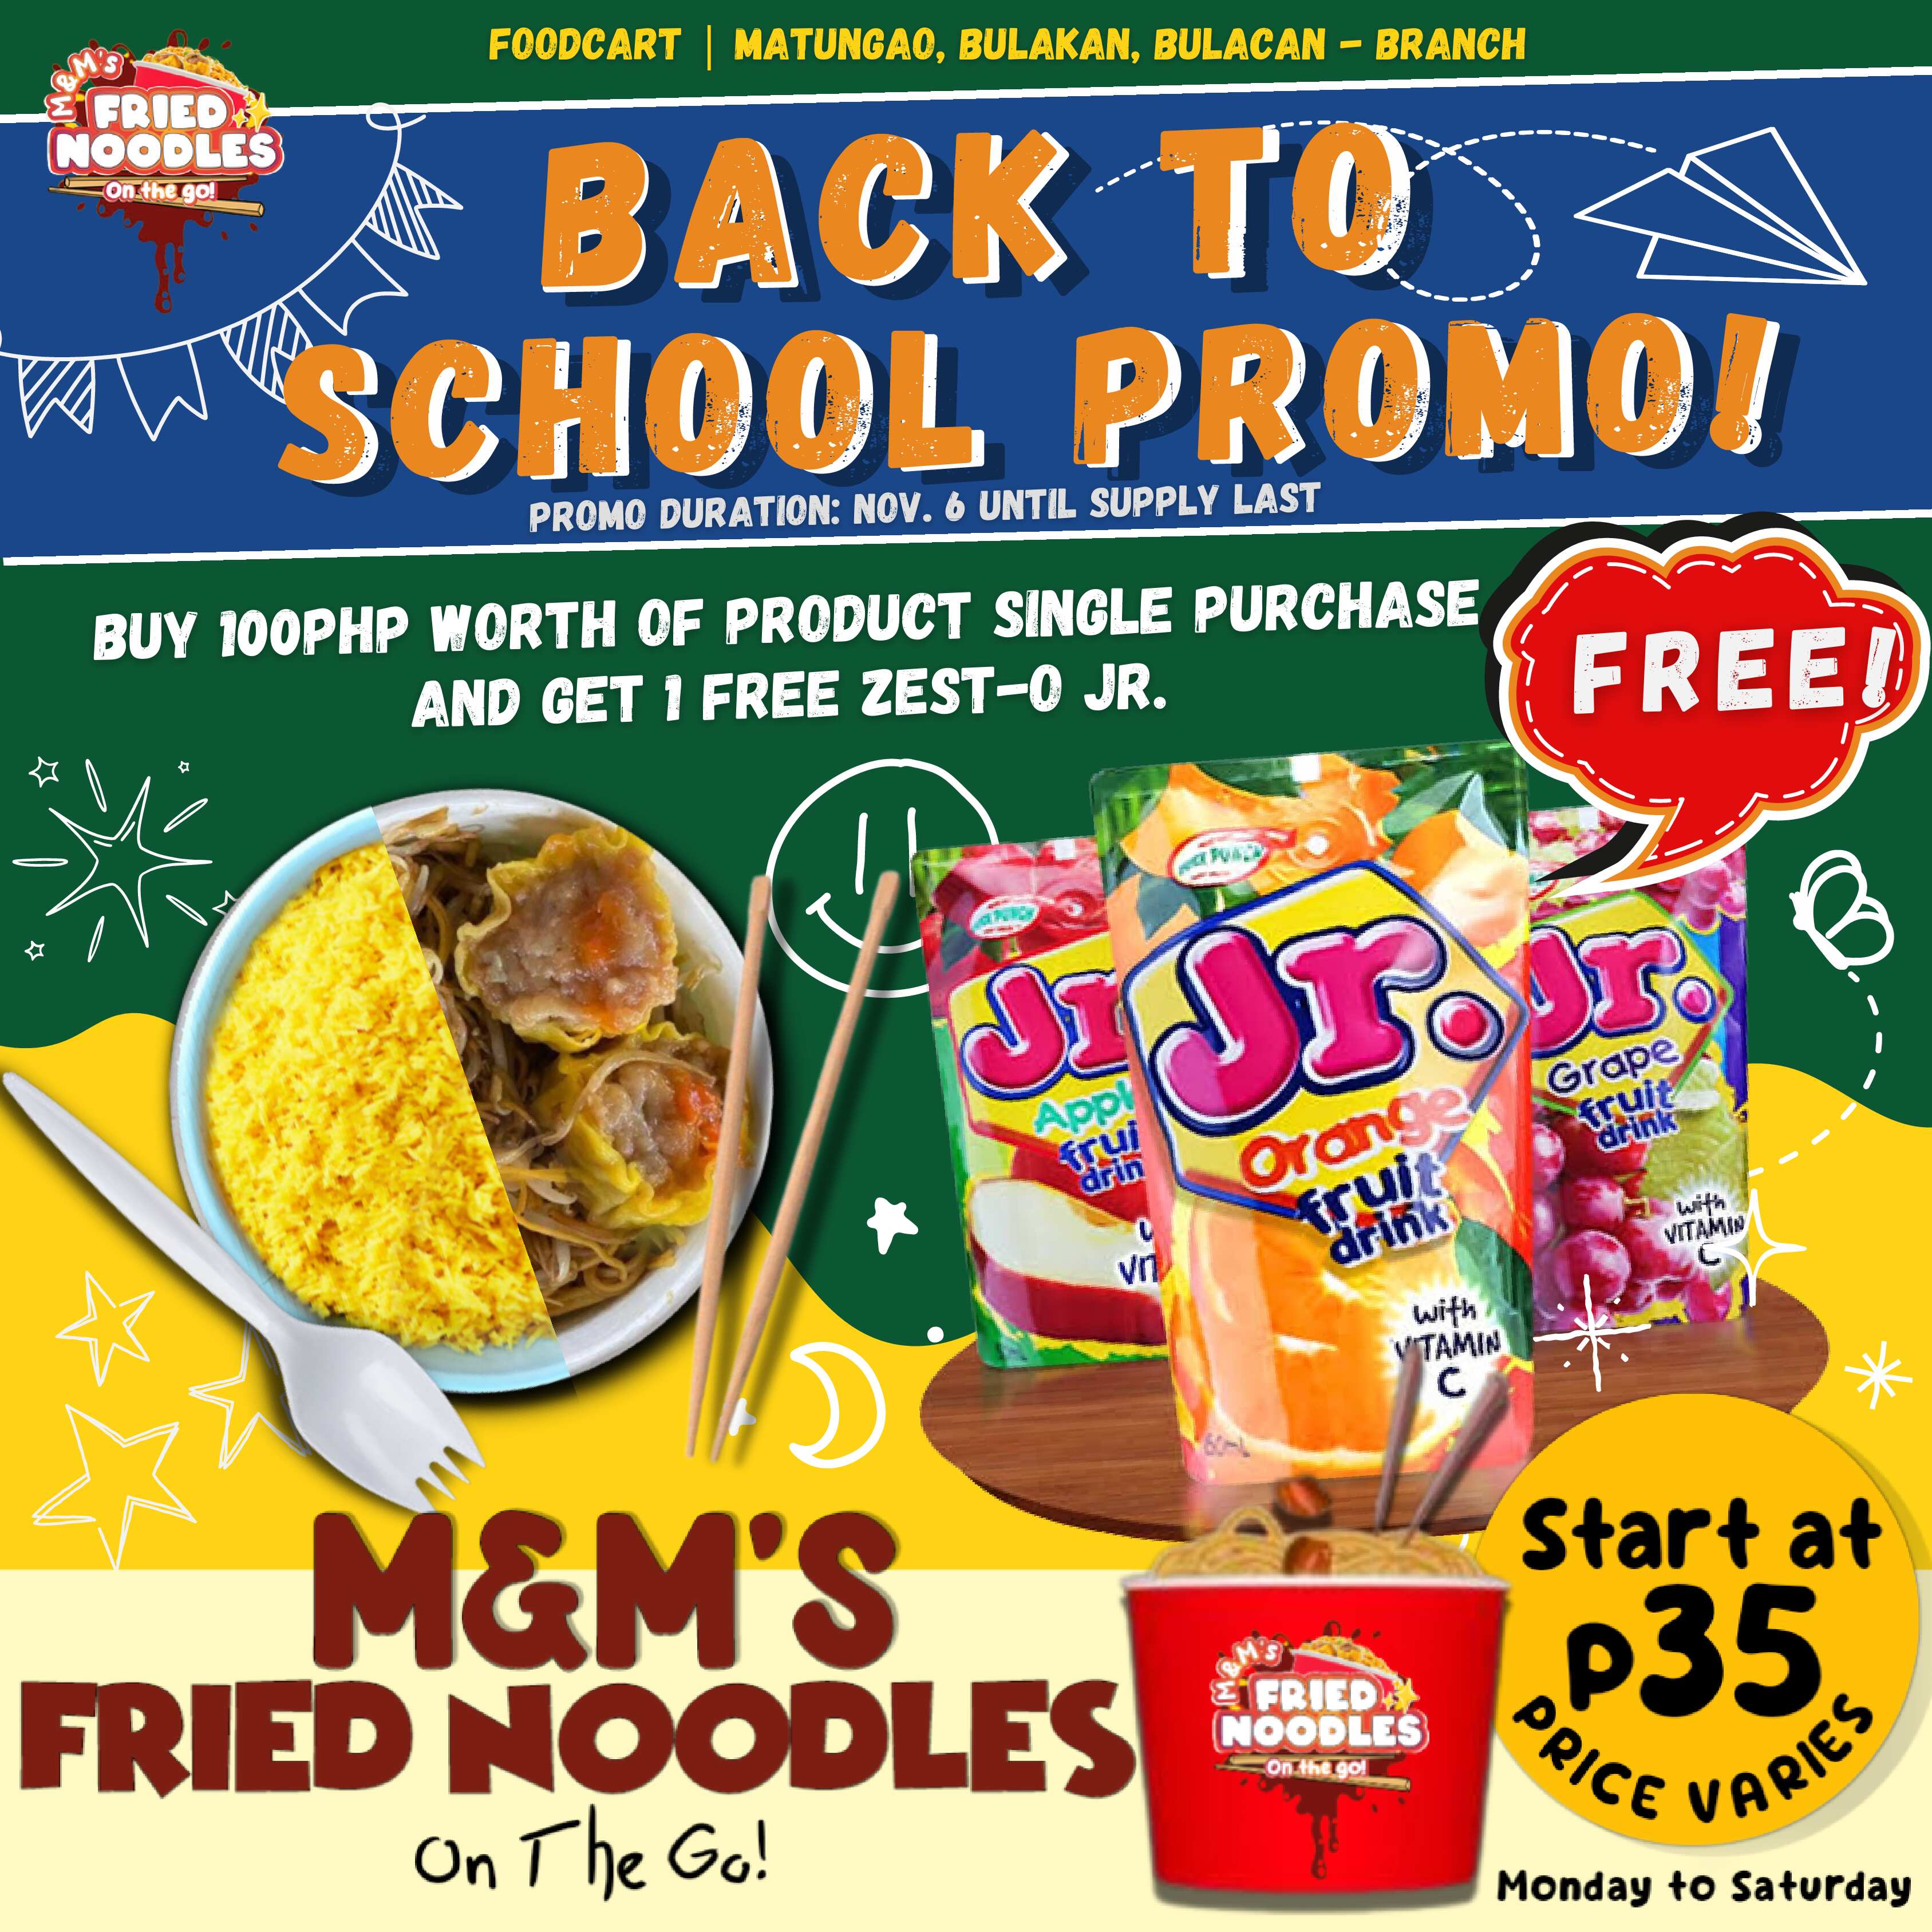 FOODCART | MATUNGAO, BULAKAN, BULACAN - BRANCH
M&M'S
FRIED
NOODLES
On the go!
BACK TO
SCHOOL PROMO!
PROMO DURATION: NOV. 6 UNTIL SUPPLY LAST
BUY 100PHP WORTH OF PRODUCT SINGLE PURCHASE
AND GET 1 FREE ZEST-O JR.
FREE!
Jr.
Orange
fruit
drink
with
VITAMIN
C
fruit
drink
Jr.
Grape
fruit
drink
with
VITAMIN
C
M&M'S
FRIED NOODLES
On The Go!
M&M'S
FRIED
NOODLES
On the go!
Start at
P35
PRICE VARIES
Monday to Saturday